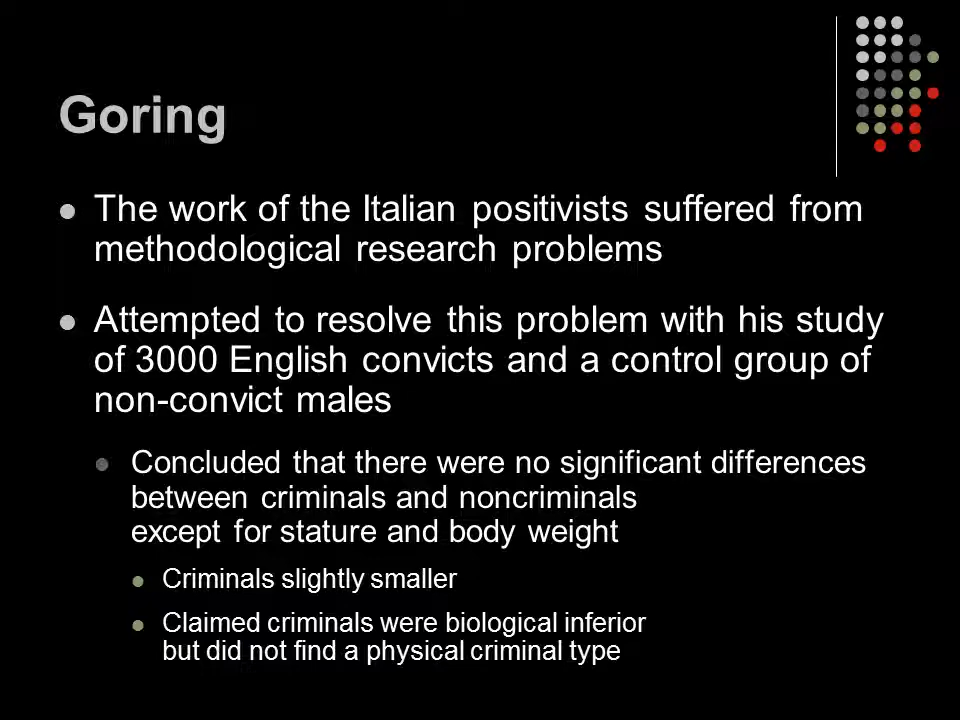 Goring
The work of the Italian positivists suffered from
methodological research problems
Attempted to resolve this problem with his study
of 3000 English convicts and a control group of
non-convict males
Concluded that there were no significant differences
between criminals and noncriminals
except for stature and body weight
Criminals slightly smaller
Claimed criminals were biological inferior
but did not find a physical criminal type